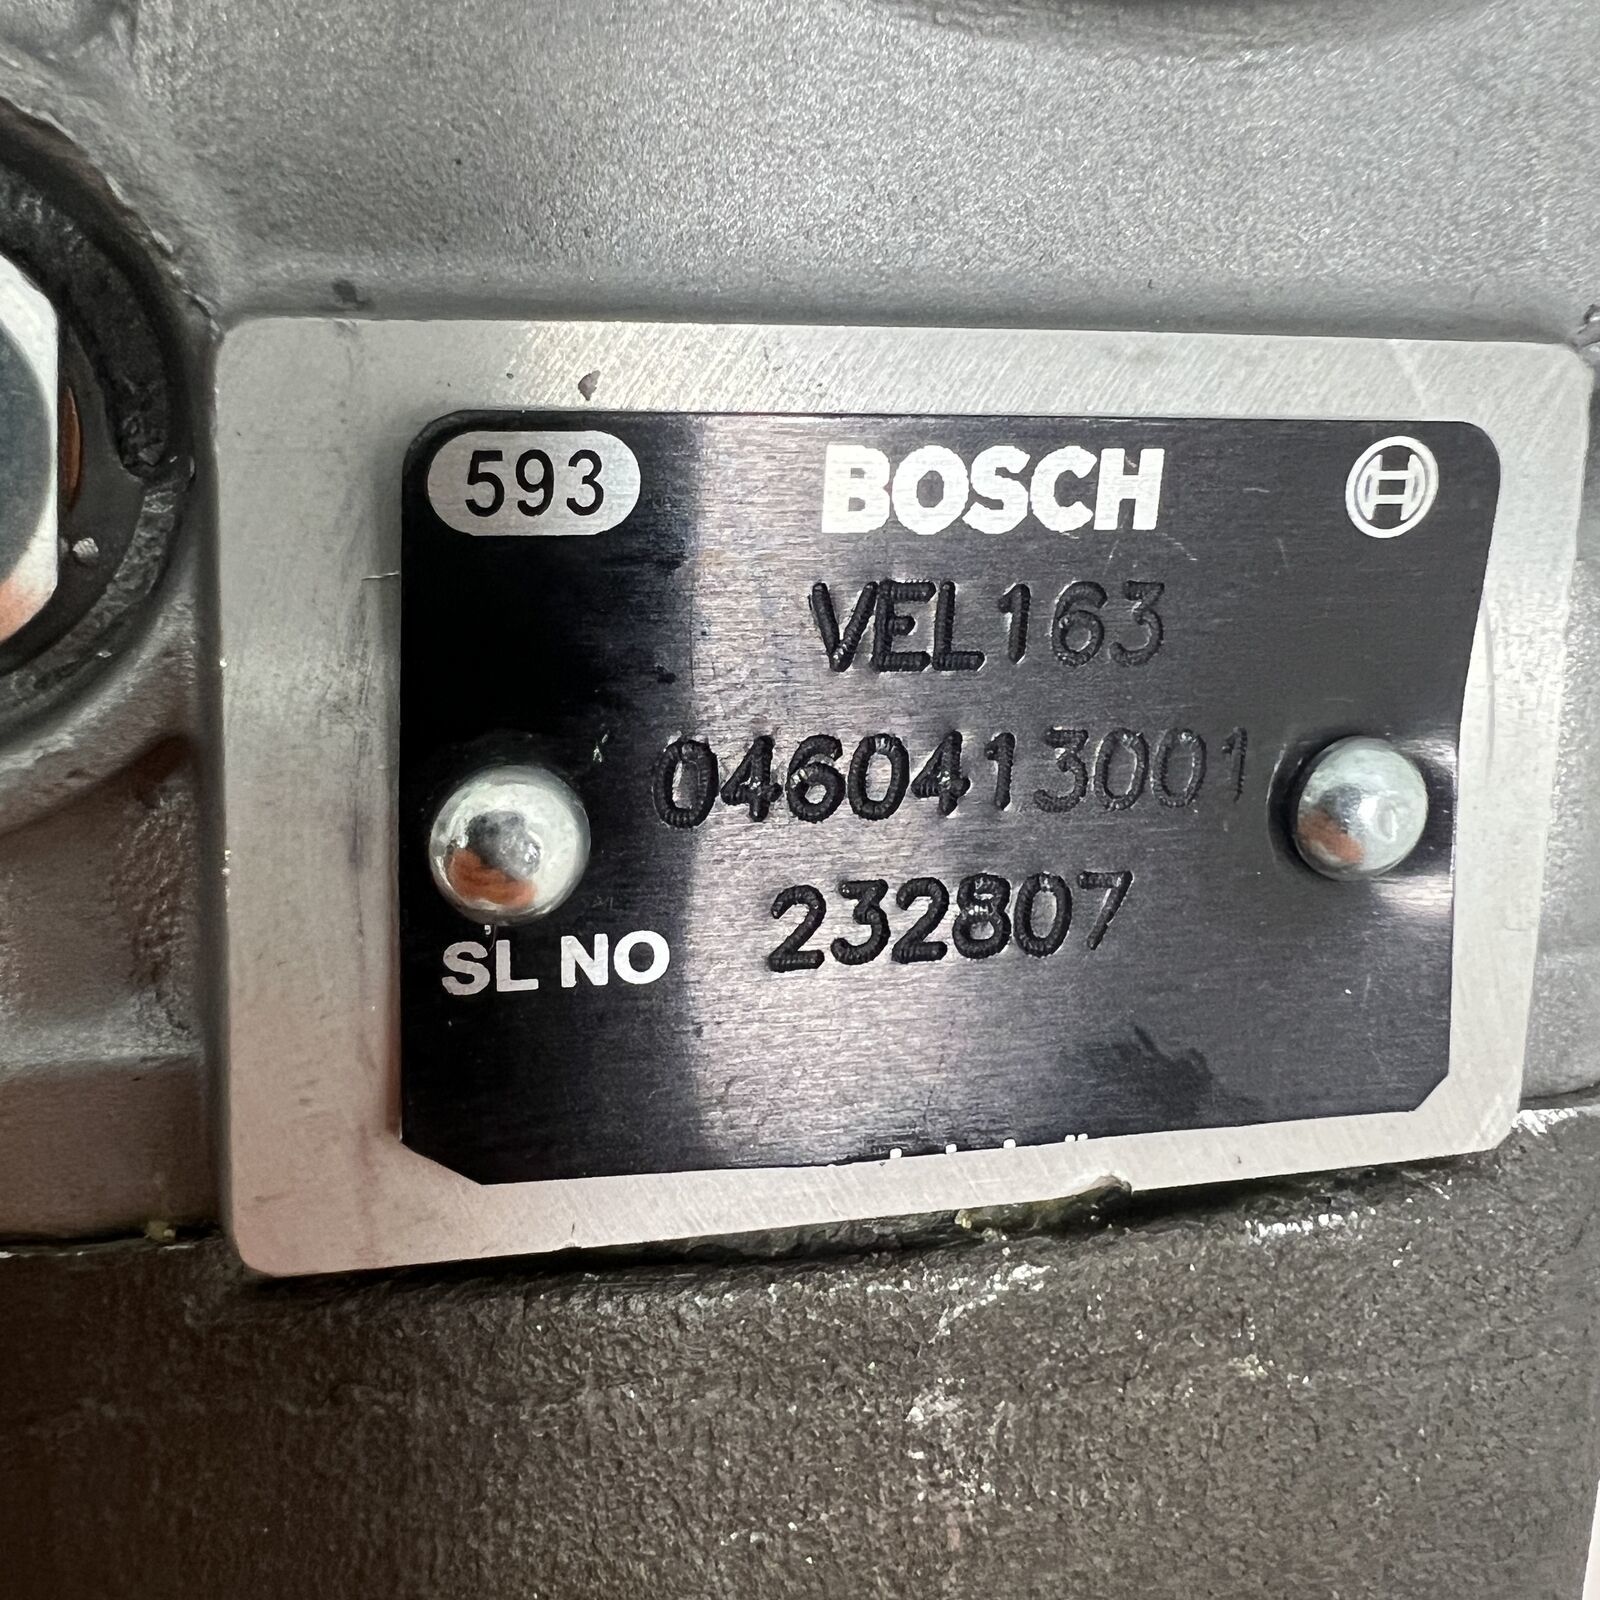 593 BOSCH
VEL163
0460413001
SL NO 232807